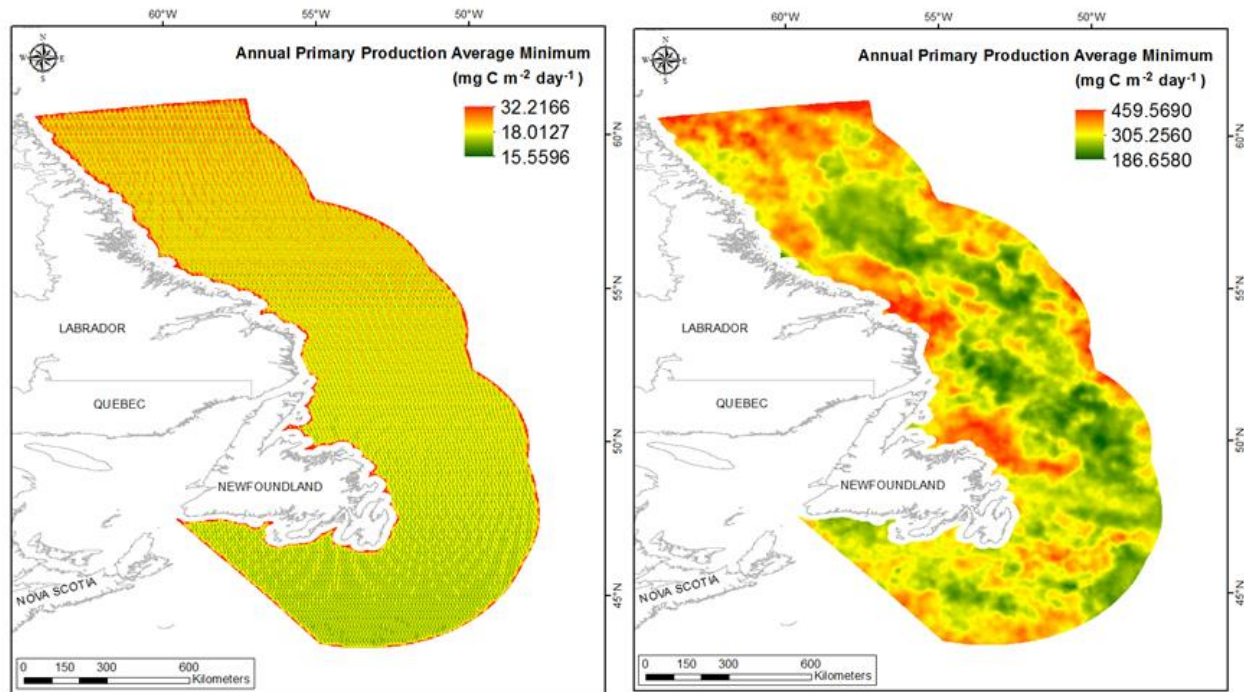 60°W
55°W
50°W
N
W
E
S
Annual Primary Production Average Minimum
(mg C m⁻² day⁻¹)
32.2166
18.0127
15.5596
60°N
55°N
50°N
45°N
LABRADOR
QUEBEC
NEWFOUNDLAND
NOVA SCOTIA
0 150 300 600
Kilometers
60°W
55°W
50°W
N
W
E
S
Annual Primary Production Average Minimum
(mg C m⁻² day⁻¹)
459.5690
305.2560
186.6580
60°N
55°N
50°N
45°N
LABRADOR
QUEBEC
NEWFOUNDLAND
NOVA SCOTIA
0 150 300 600
Kilometers